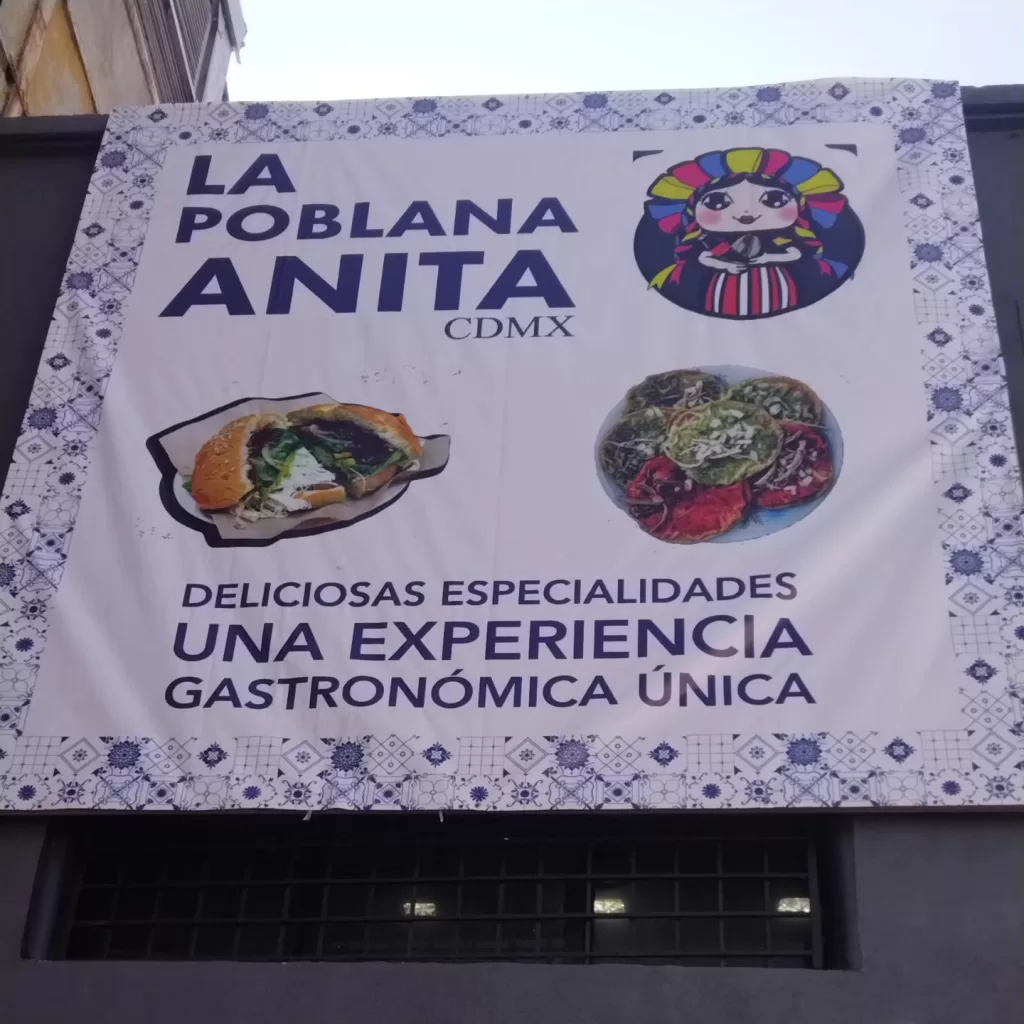 LA
POBLANA
ANITA
CDMX
DELICIOSAS ESPECIALIDADES
UNA EXPERIENCIA
GASTRONÓMICA ÚNICA